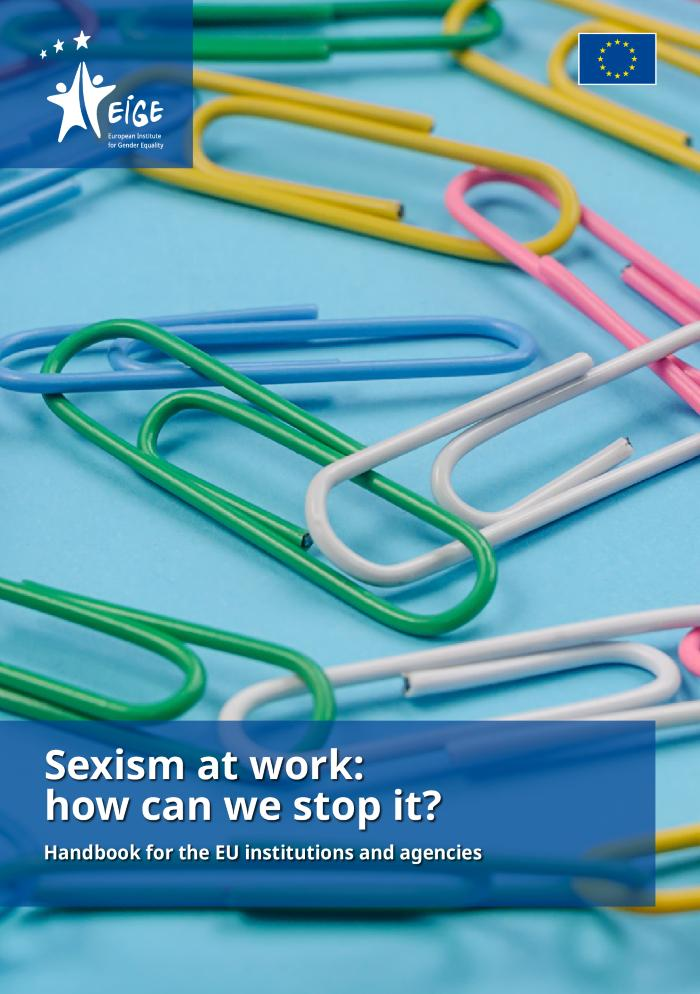 EIGE
European Institute
for Gender Equality
Sexism at work:
how can we stop it?
Handbook for the EU institutions and agencies